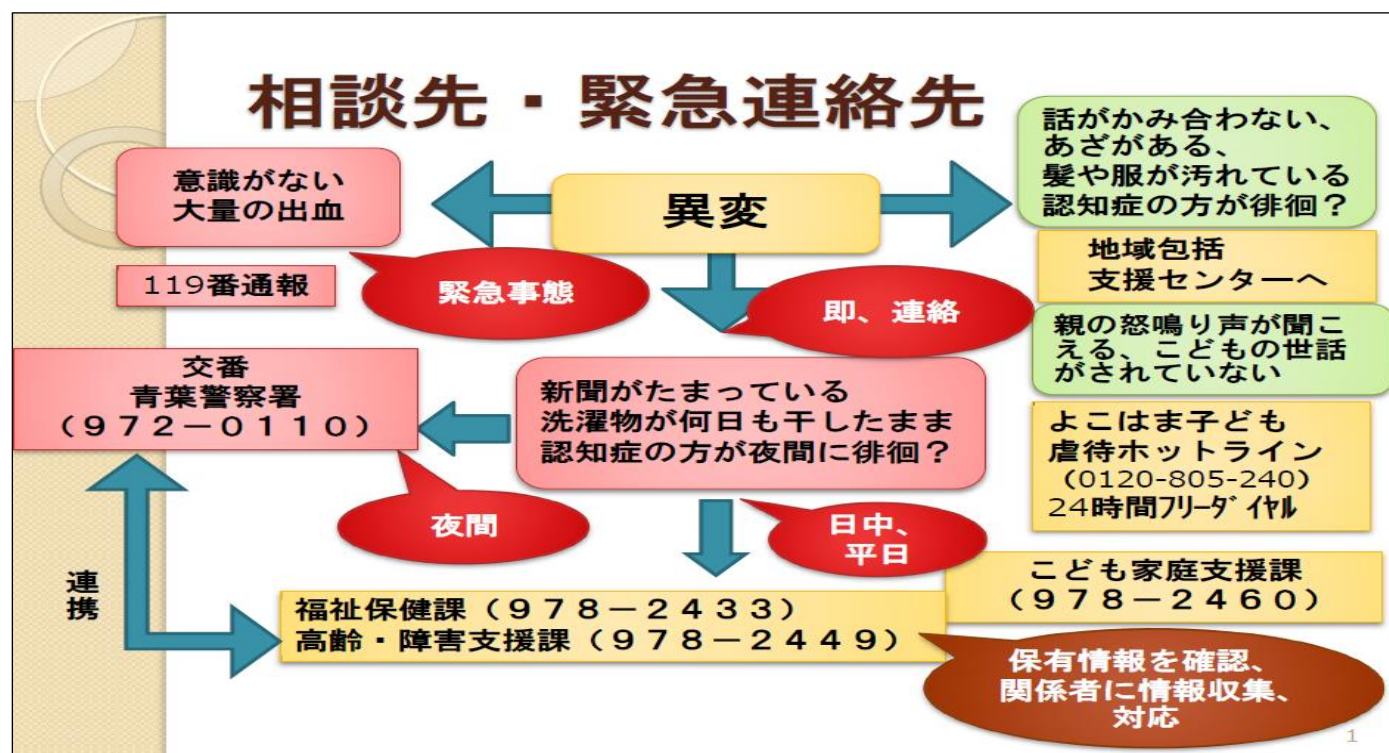 相談先・緊急連絡先
異変
意識がない
大量の出血
119番通報
緊急事態
即、連絡
話がかみ合わない、
あざがある、
髪や服が汚れている
認知症の方が徘徊？
地域包括
支援センターへ
親の怒鳴り声が聞こ
える、こどもの世話
がされていない
よこはま子ども
虐待ホットライン
（0120-805-240）
24時間ﾌﾘｰﾀﾞｲﾔﾙ
交番
青葉警察署
（９７２－０１１０）
新聞がたまっている
洗濯物が何日も干したまま
認知症の方が夜間に徘徊？
夜間
日中、
平日
連携
こども家庭支援課
（９７８－２４６０）
福祉保健課（９７８－２４３３）
高齢・障害支援課（９７８－２４４９）
保有情報を確認、
関係者に情報収集、
対応
1